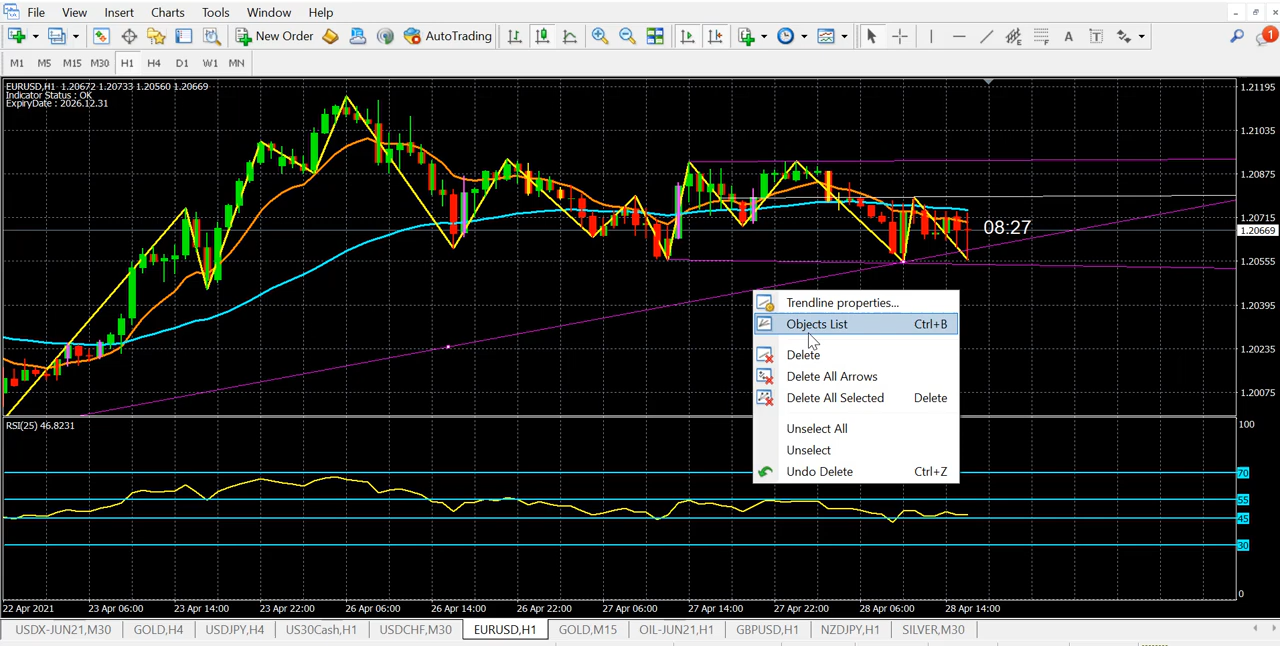 File View Insert Charts Tools Window Help
New Order AutoTrading 1
M1 M5 M15 M30 H1 H4 D1 W1 MN
EURUSD,H1 1.20672 1.20733 1.20560 1.20669
Indicator Status : OK
ExpiryDate : 2026.12.31
1.21195
1.21035
1.20875
1.20715
1.20669
1.20555
1.20395
1.20235
1.20075
08:27
Trendline properties...
Objects List Ctrl+B
Delete
Delete All Arrows
Delete All Selected Delete
Unselect All
Unselect
Undo Delete Ctrl+Z
RSI(25) 46.8231
100
70
55
45
30
0
22 Apr 2021 23 Apr 06:00 23 Apr 14:00 23 Apr 22:00 26 Apr 06:00 26 Apr 14:00 26 Apr 22:00 27 Apr 06:00 27 Apr 14:00 27 Apr 22:00 28 Apr 06:00 28 Apr 14:00
USDX-JUN21,M30 GOLD,H4 USDJPY,H4 US30Cash,H1 USDCHF,M30 EURUSD,H1 GOLD,M15 OIL-JUN21,H1 GBPUSD,H1 NZDJPY,H1 SILVER,M30